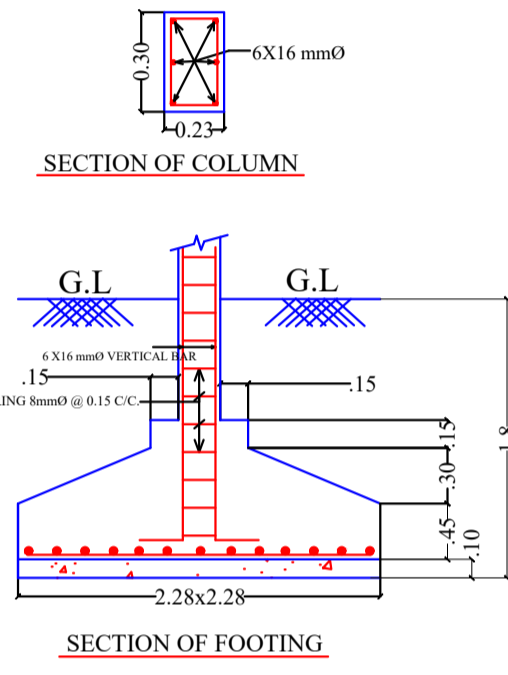 0.30
6X16 mmØ
0.23
SECTION OF COLUMN
G.L
G.L
6 X16 mmØ VERTICAL BAR
.15
.15
8mmØ @ 0.15 C/C.
.15
.30
.45
.10
2.28x2.28
SECTION OF FOOTING